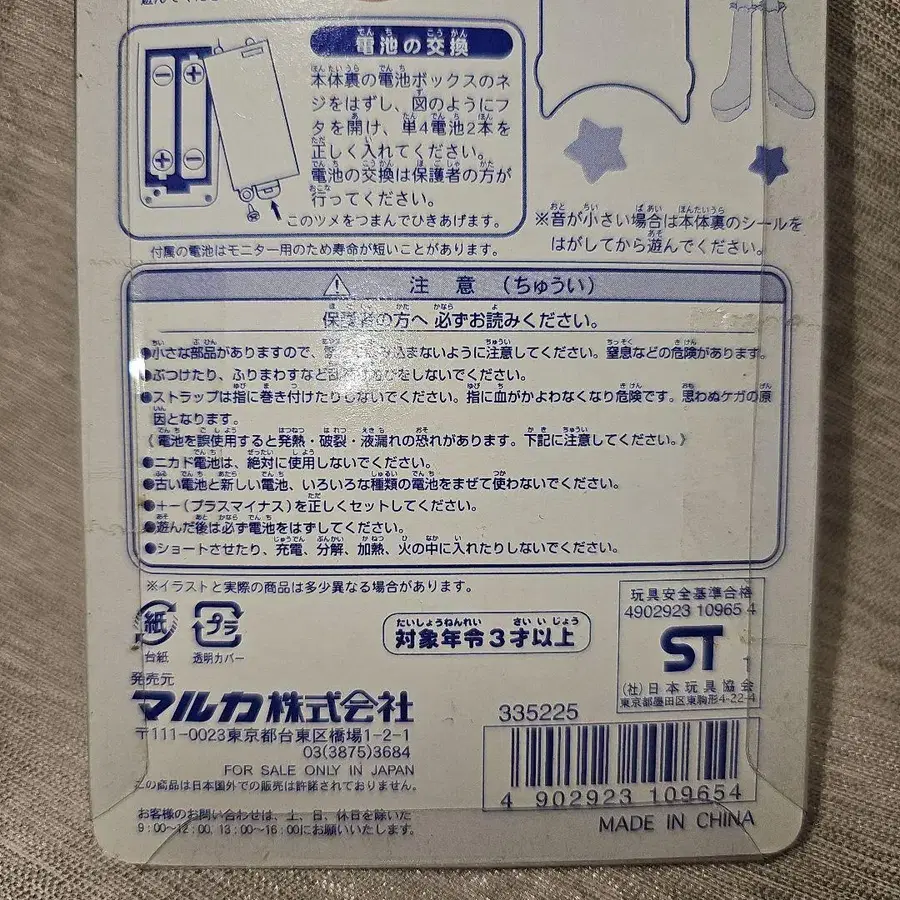 電池の交換
本体裏の電池ボックスのネ
ジをはずし、図のようにフ
タを開け、単4電池2本を
正しく入れてください。
電池の交換は保護者の方が
行ってください。
このツメをつまんでひきあげます。
付属の電池はモニター用のため寿命が短いことがあります。
※音が小さい場合は本体裏のシールを
はがしてから遊んでください。
注意(ちゅうい)
保護者の方へ 必ずお読みください。
●小さな部品がありますので、込まないように注意してください。窒息などの危険があります。
●ぶつけたり、ふりまわすなどをしないでください。
●ストラップは指に巻き付けたりしないでください。指に血がかよわなくなり危険です。思わぬケガの原
因となります。
《電池を誤使用すると発熱・破裂・液漏れの恐れがあります。下記に注意してください。》
●ニカド電池は、絶対に使用しないでください。
●古い電池と新しい電池、いろいろな種類の電池をまぜて使わないでください。
●+-(プラスマイナス)を正しくセットしてください。
●遊んだ後は必ず電池をはずしてください。
●ショートさせたり、充電、分解、加熱、火の中に入れたりしないでください。
※イラストと実際の商品は多少異なる場合があります。
紙
台紙
プラ
透明カバー
対象年令3才以上
玩具安全基準合格
4902923 10965 4
ST
(社)日本玩具協会
東京都墨田区東駒形4-22-4
発売元
マルカ株式会社
〒111-0023東京都台東区橋場1-2-1
03(3875)3684
FOR SALE ONLY IN JAPAN
この商品は日本国外での販売は許諾されておりません。
お客様のお問い合わせは、土、日、休日を除いた
9:00~12:00、13:00~16:00にお願いいたします。
335225
4 902923 109654
MADE IN CHINA